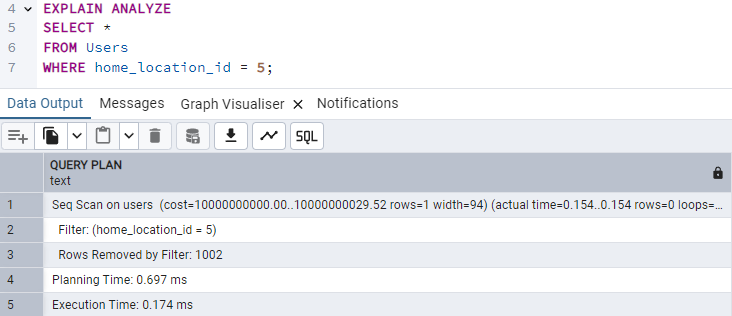 4 EXPLAIN ANALYZE
5 SELECT *
6 FROM Users
7 WHERE home_location_id = 5;
Data Output Messages Graph Visualiser Notifications
SQL
QUERY PLAN
text
1 Seq Scan on users (cost=10000000000.00..10000000029.52 rows=1 width=94) (actual time=0.154..0.154 rows=0 loops=...
2 Filter: (home_location_id = 5)
3 Rows Removed by Filter: 1002
4 Planning Time: 0.697 ms
5 Execution Time: 0.174 ms